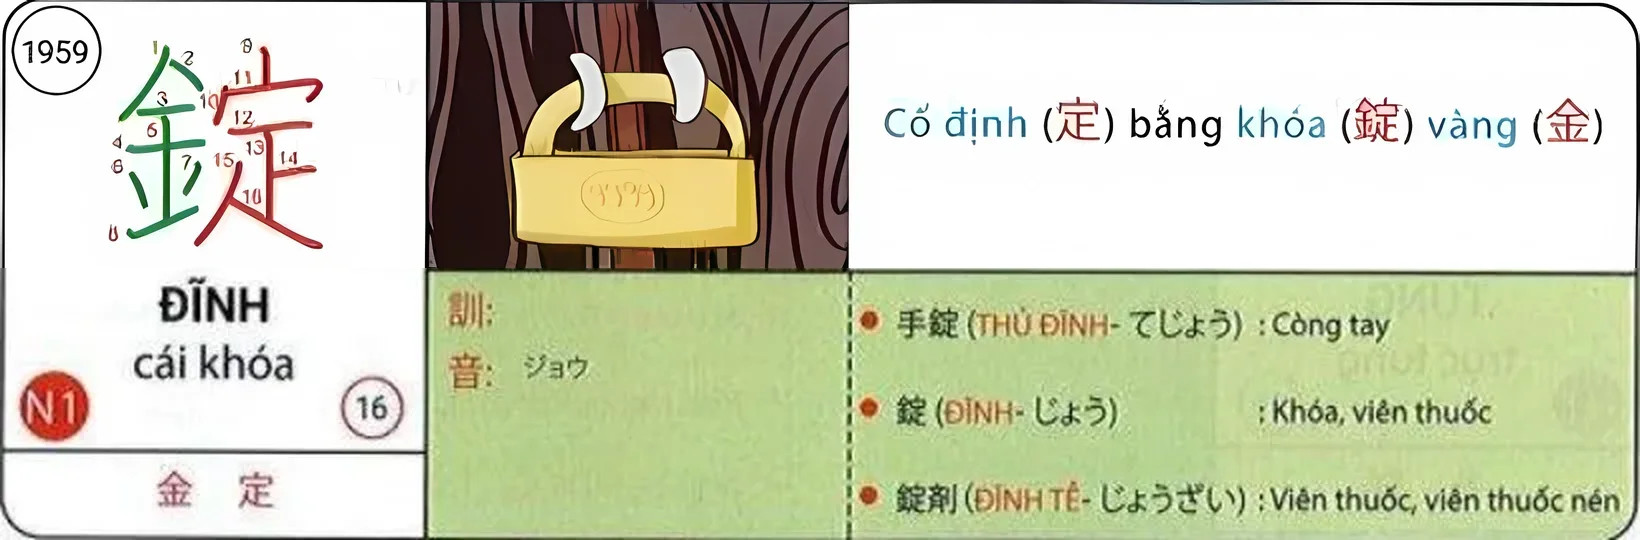 1959
錠
Cố định (定) bằng khóa (錠) vàng (金)
ĐĨNH
cái khóa
N1
16
金 定
訓:
音: ジョウ
手錠 (THỦ ĐĨNH- てじょう) : Còng tay
錠 (ĐĨNH- じょう) : Khóa, viên thuốc
錠剤 (ĐĨNH TỄ- じょうざい) : Viên thuốc, viên thuốc nén